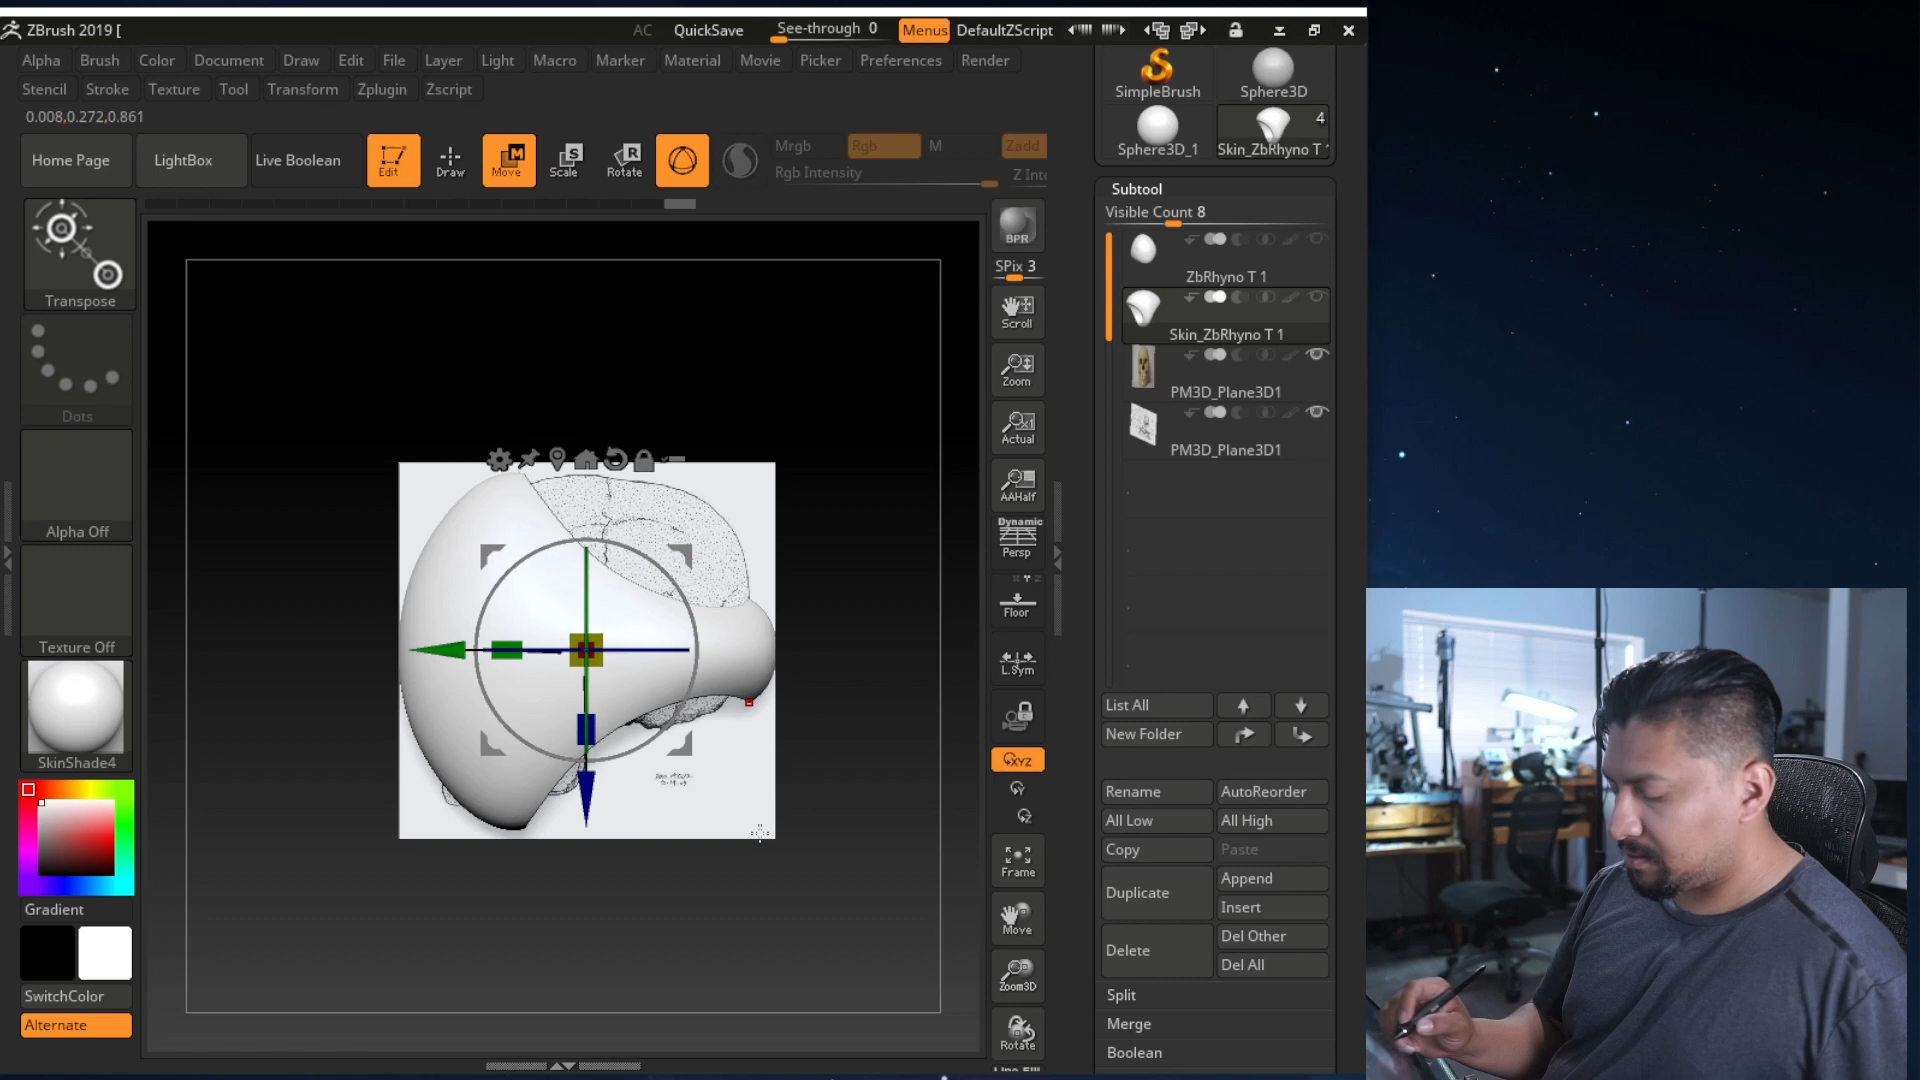 ZBrush 2019 [
AC
QuickSave
See-through 0
Menus
DefaultZScript
Alpha Brush Color Document Draw Edit File Layer Light Macro Marker Material Movie Picker Preferences Render
Stencil Stroke Texture Tool Transform Zplugin Zscript
0.008,0.272,0.861
Home Page
LightBox
Live Boolean
Edit
Draw
Move
Scale
Rotate
Mrgb
Rgb
M
Zadd
Rgb Intensity
Z Inte
SimpleBrush
Sphere3D
Sphere3D_1
4
Skin_ZbRhyno T 1
Transpose
Dots
Alpha Off
Texture Off
SkinShade4
Gradient
SwitchColor
Alternate
BPR
SPix 3
Scroll
Zoom
Actual
AAHalf
Dynamic
Persp
Floor
L.Sym
XYZ
Frame
Move
Zoom3D
Rotate
Line Fill
Subtool
Visible Count 8
ZbRhyno T 1
Skin_ZbRhyno T 1
PM3D_Plane3D1
PM3D_Plane3D1
List All
New Folder
Rename
AutoReorder
All Low
All High
Copy
Paste
Duplicate
Append
Insert
Delete
Del Other
Del All
Split
Merge
Boolean